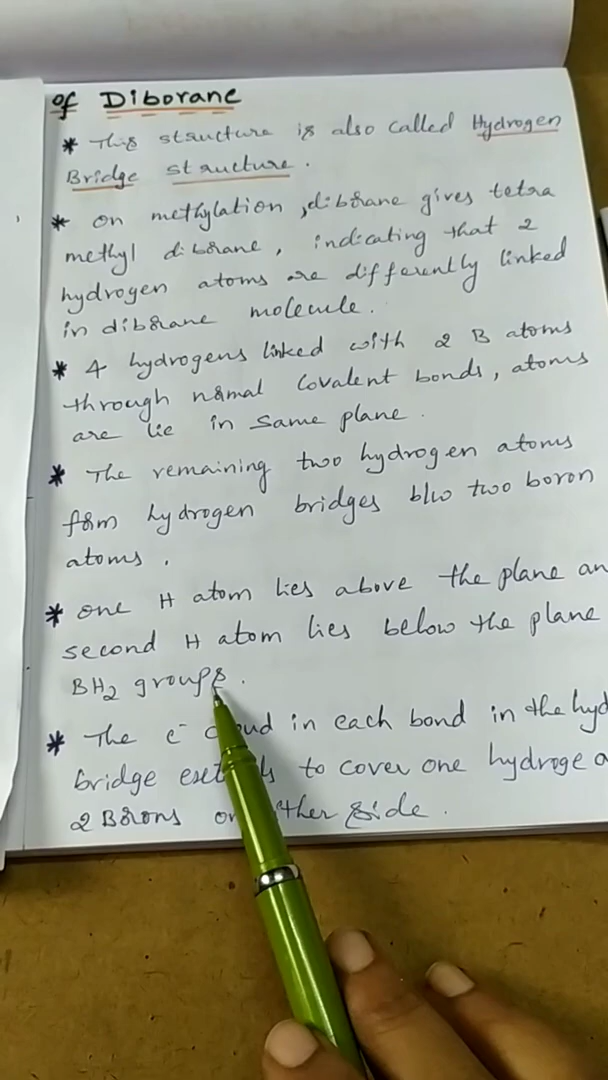 of Diborane
* This structure is also called Hydrogen
Bridge structure.
* on methylation, diborane gives tetra
methyl diborane, indicating that 2
hydrogen atoms are differently linked
in diborane molecule.
* 4 hydrogens linked with 2 B atoms
through normal covalent bonds, atoms
are lie in same plane.
* The remaining two hydrogen atoms
form hydrogen bridges b/w two boron
atoms.
* one H atom lies above the plane an
second H atom lies below the plane
BH2 groups.
* The e- cloud in each bond in the hyd
bridge to cover one hydroge a
2 Borons side.